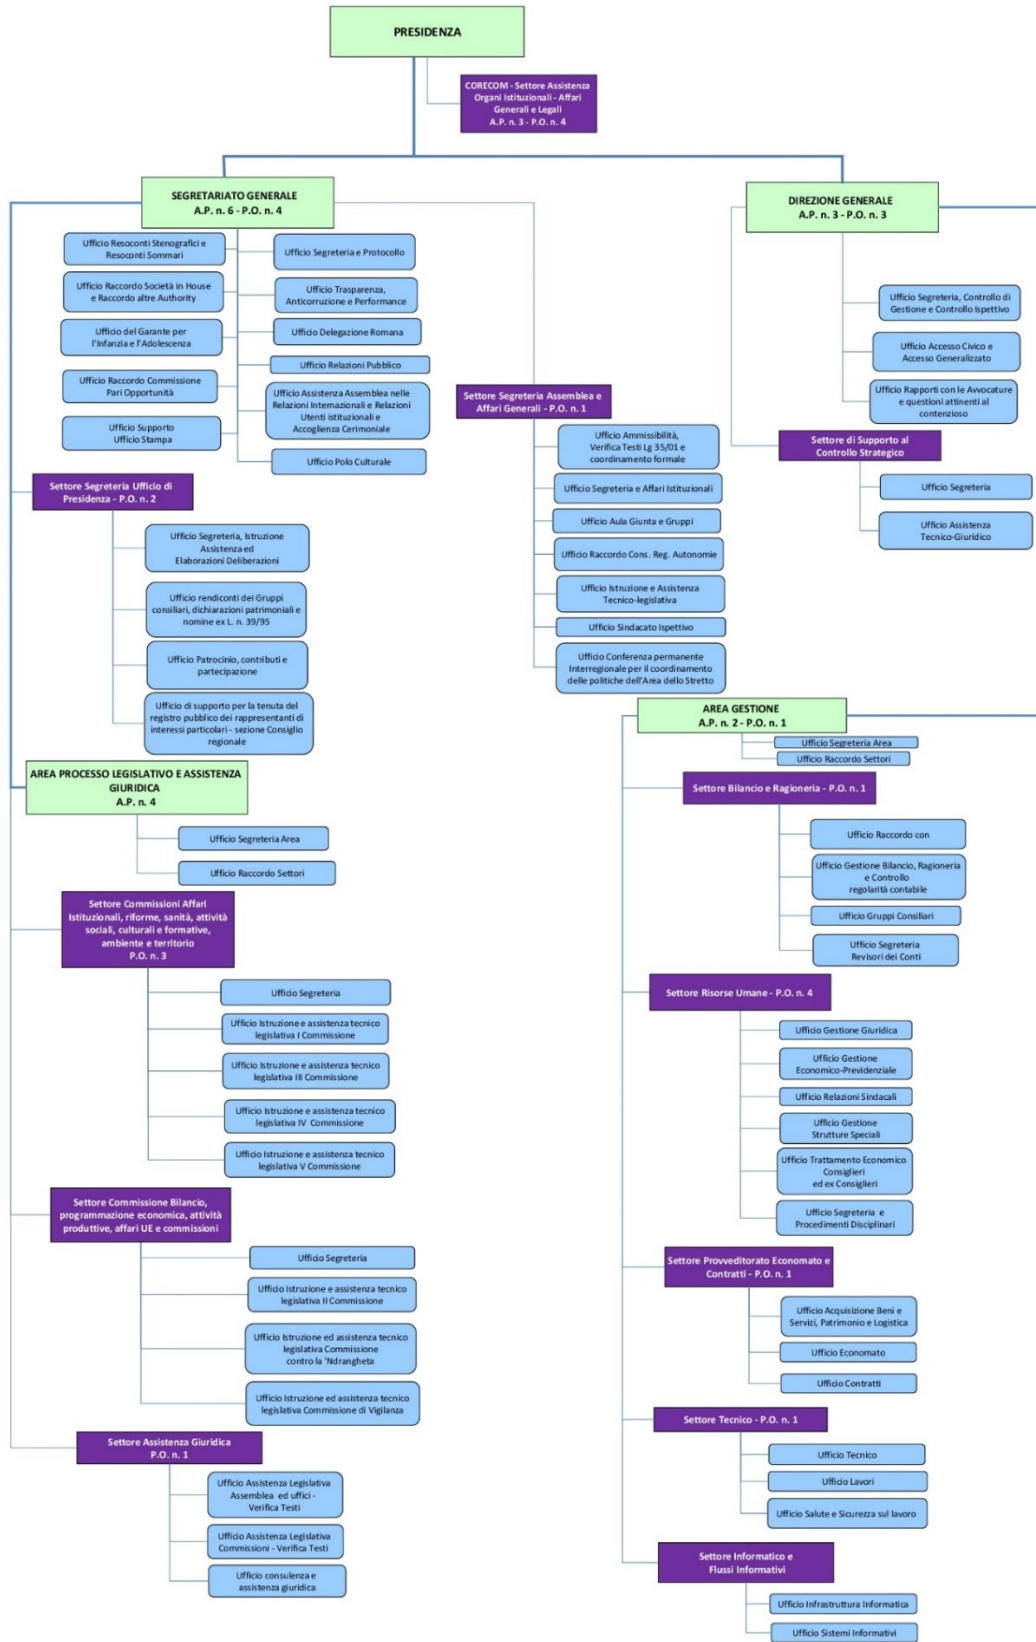 PRESIDENZA
CORECOM - Settore Assistenza
Organi Istituzionali - Affari
Generali e Legali
A.P. n. 3 - P.O. n. 4
SEGRETARIATO GENERALE
A.P. n. 6 - P.O. n. 4
Ufficio Resoconti Stenografici e
Resoconti Sommari
Ufficio Segreteria e Protocollo
Ufficio Raccordo Società in House
e Raccordo altre Authority
Ufficio Trasparenza,
Anticorruzione e Performance
Ufficio del Garante per
l'Infanzia e l'Adolescenza
Ufficio Delegazione Romana
Ufficio Relazioni Pubblico
Ufficio Raccordo Commissione
Pari Opportunità
Ufficio Assistenza Assemblea nelle
Relazioni Internazionali e Relazioni
Utenti istituzionali e
Accoglienza Cerimoniale
Ufficio Supporto
Ufficio Stampa
Ufficio Polo Culturale
Settore Segreteria Ufficio di
Presidenza - P.O. n. 2
Ufficio Segreteria, Istruzione
Assistenza ed
Elaborazioni Deliberazioni
Ufficio rendiconti dei Gruppi
consiliari, dichiarazioni patrimoniali e
nomine ex L. n. 39/95
Ufficio Patrocinio, contributi e
partecipazione
Ufficio di supporto per la tenuta del
registro pubblico dei rappresentanti di
interessi particolari - sezione Consiglio
regionale
AREA PROCESSO LEGISLATIVO E ASSISTENZA
GIURIDICA
A.P. n. 4
Ufficio Segreteria Area
Ufficio Raccordo Settori
Settore Commissioni Affari
Istituzionali, riforme, sanità, attività
sociali, culturali e formative,
ambiente e territorio
P.O. n. 3
Ufficio Segreteria
Ufficio Istruzione e assistenza tecnico
legislativa I Commissione
Ufficio Istruzione e assistenza tecnico
legislativa III Commissione
Ufficio Istruzione e assistenza tecnico
legislativa IV Commissione
Ufficio Istruzione e assistenza tecnico
legislativa V Commissione
Settore Commissione Bilancio,
programmazione economica, attività
produttive, affari UE e commissioni
Ufficio Segreteria
Ufficio Istruzione e assistenza tecnico
legislativa II Commissione
Ufficio Istruzione ed assistenza tecnico
legislativa Commissione
contro la 'Ndrangheta
Ufficio Istruzione ed assistenza tecnico
legislativa Commissione di Vigilanza
Settore Assistenza Giuridica
P.O. n. 1
Ufficio Assistenza Legislativa
Assemblea ed uffici -
Verifica Testi
Ufficio Assistenza Legislativa
Commissioni - Verifica Testi
Ufficio consulenza e
assistenza giuridica
Settore Segreteria Assemblea e
Affari Generali - P.O. n. 1
Ufficio Ammissibilità,
Verifica Testi Lg 35/01 e
coordinamento formale
Ufficio Segreteria e Affari Istituzionali
Ufficio Aula Giunta e Gruppi
Ufficio Raccordo Cons. Reg. Autonomie
Ufficio Istruzione e Assistenza
Tecnico-legislativa
Ufficio Sindacato Ispettivo
Ufficio Conferenza permanente
Interregionale per il coordinamento
delle politiche dell'Area dello Stretto
DIREZIONE GENERALE
A.P. n. 3 - P.O. n. 3
Ufficio Segreteria, Controllo di
Gestione e Controllo Ispettivo
Ufficio Accesso Civico e
Accesso Generalizzato
Ufficio Rapporti con le Avvocature
e questioni attinenti al
contenzioso
Settore di Supporto al
Controllo Strategico
Ufficio Segreteria
Ufficio Assistenza
Tecnico-Giuridico
AREA GESTIONE
A.P. n. 2 - P.O. n. 1
Ufficio Segreteria Area
Ufficio Raccordo Settori
Settore Bilancio e Ragioneria - P.O. n. 1
Ufficio Raccordo con
Ufficio Gestione Bilancio, Ragioneria
e Controllo
regolarità contabile
Ufficio Gruppi Consiliari
Ufficio Segreteria
Revisori dei Conti
Settore Risorse Umane - P.O. n. 4
Ufficio Gestione Giuridica
Ufficio Gestione
Economico-Previdenziale
Ufficio Relazioni Sindacali
Ufficio Gestione
Strutture Speciali
Ufficio Trattamento Economico
Consiglieri
ed ex Consiglieri
Ufficio Segreteria e
Procedimenti Disciplinari
Settore Provveditorato Economato e
Contratti - P.O. n. 1
Ufficio Acquisizione Beni e
Servizi, Patrimonio e Logistica
Ufficio Economato
Ufficio Contratti
Settore Tecnico - P.O. n. 1
Ufficio Tecnico
Ufficio Lavori
Ufficio Salute e Sicurezza sul lavoro
Settore Informatico e
Flussi Informativi
Ufficio Infrastruttura Informatica
Ufficio Sistemi Informativi